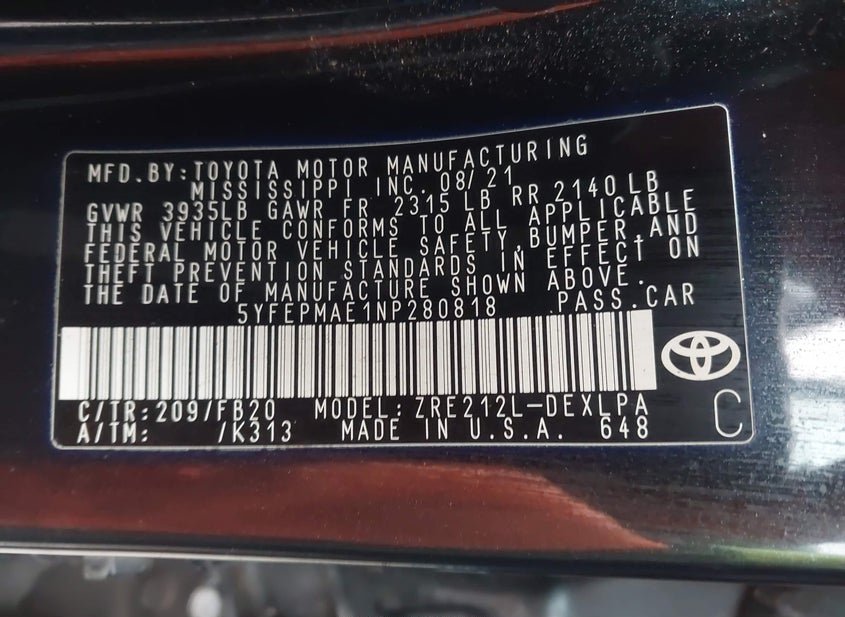 MFD.BY:TOYOTA MOTOR MANUFACTURING
MISSISSIPPI INC. 08/21
GVWR 3935LB GAWR FR 2315 LB RR 2140 LB
THIS VEHICLE CONFORMS TO ALL APPLICABLE
FEDERAL MOTOR VEHICLE SAFETY,BUMPER,AND
THEFT PREVENTION STANDARDS IN EFFECT ON
THE DATE OF MANUFACTURE SHOWN ABOVE.
5YFEPMAE1NP280818 PASS.CAR
C/TR:209/FB20 MODEL: ZRE212L-DEXLPA
A/TM: /K313 MADE IN U.S.A. 648
C